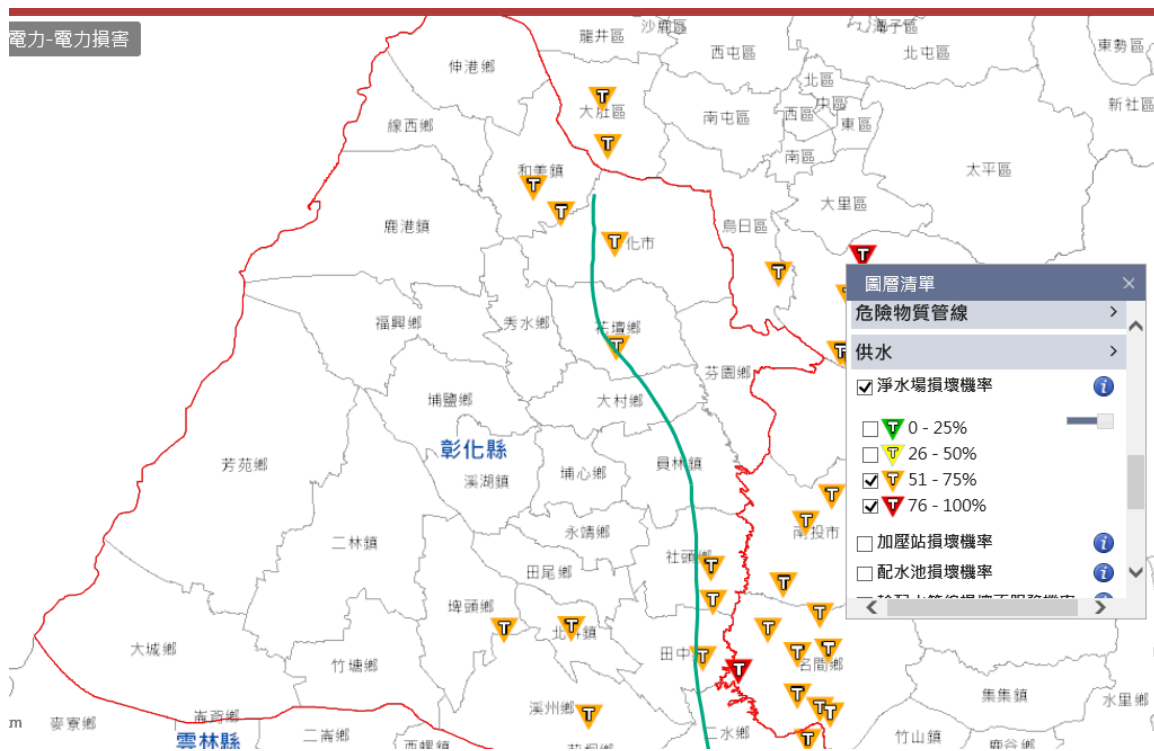 電力-電力損害
沙鹿區
潭子區
龍井區
西屯區
北屯區
東勢區
伸港鄉
北區
新社區
大肚區
南屯區
西區
中區
東區
線西鄉
南區
和美鎮
太平區
大里區
鹿港鎮
烏日區
化市
福興鄉
秀水鄉
花壇鄉
芬園鄉
埔鹽鄉
大村鄉
彰化縣
芳苑鄉
溪湖鎮
埔心鄉
員林鎮
永靖鄉
南投市
二林鎮
社頭鄉
田尾鄉
埤頭鄉
北斗鎮
大城鄉
竹塘鄉
田中
名間鄉
集集鎮
水里鄉
溪州鄉
麥寮鄉
崙背鄉
二崙鄉
雲林縣
西螺鎮
莿桐鄉
二水鄉
竹山鎮
鹿谷鄉
m
圖層清單 ×
危險物質管線
供水
淨水場損壞機率
T 0 - 25%
T 26 - 50%
T 51 - 75%
T 76 - 100%
加壓站損壞機率
配水池損壞機率